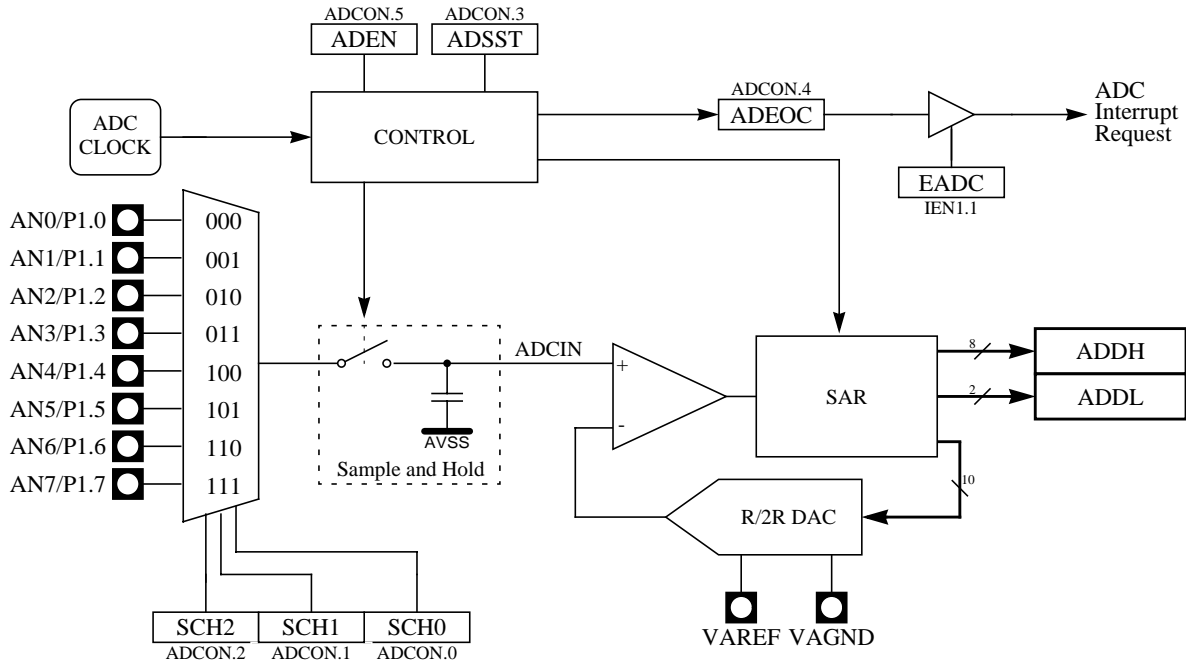 ADCON.5
ADEN
ADCON.3
ADSST
ADC
CLOCK
CONTROL
ADCON.4
ADEOC
ADC
Interrupt
Request
EADC
IEN1.1
AN0/P1.0
000
AN1/P1.1
001
AN2/P1.2
010
AN3/P1.3
011
AN4/P1.4
100
AN5/P1.5
101
AN6/P1.6
110
AN7/P1.7
111
ADCIN
AVSS
Sample and Hold
+
-
SAR
8
ADDH
2
ADDL
10
R/2R DAC
VAREF
VAGND
SCH2
SCH1
SCH0
ADCON.2
ADCON.1
ADCON.0